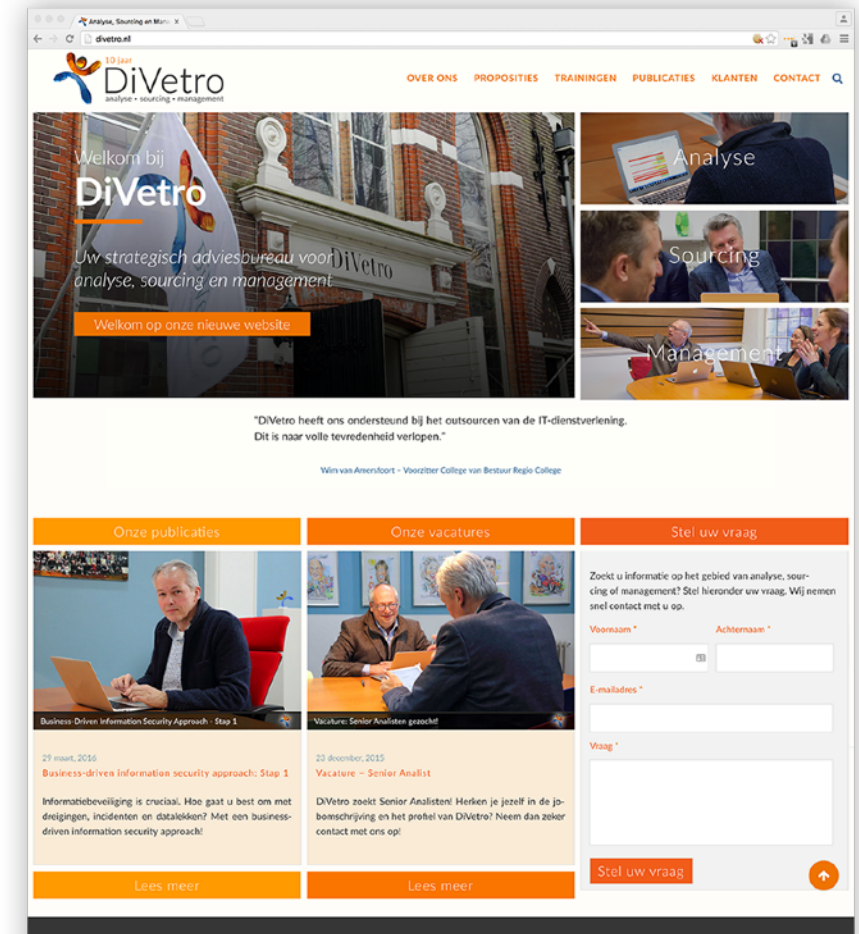 Analyse, Sourcing en Mana
divetro.nl
10 jaar
DiVetro
analyse • sourcing • management
OVER ONS PROPOSITIES TRAININGEN PUBLICATIES KLANTEN CONTACT
Welkom bij
DiVetro
Uw strategisch adviesbureau voor
analyse, sourcing en management
Welkom op onze nieuwe website
DiVetro
Analyse
Sourcing
Management
"DiVetro heeft ons ondersteund bij het outsourcen van de IT-dienstverlening.
Dit is naar volle tevredenheid verlopen."
Wim van Amersfoort – Voorzitter College van Bestuur Regio College
Onze publicaties
Business-Driven Information Security Approach - Stap 1
29 maart, 2016
Business-driven information security approach: Stap 1
Informatiebeveiliging is cruciaal. Hoe gaat u best om met
dreigingen, incidenten en datalekken? Met een business-
driven information security approach!
Lees meer
Onze vacatures
Vacature: Senior Analisten gezocht!
23 december, 2015
Vacature – Senior Analist
DiVetro zoekt Senior Analisten! Herken je jezelf in de jo-
bomschrijving en het profiel van DiVetro? Neem dan zeker
contact met ons op!
Lees meer
Stel uw vraag
Zoekt u informatie op het gebied van analyse, sour-
cing of management? Stel hieronder uw vraag. Wij nemen
snel contact met u op.
Voornaam * Achternaam *
E-mailadres *
Vraag *
Stel uw vraag